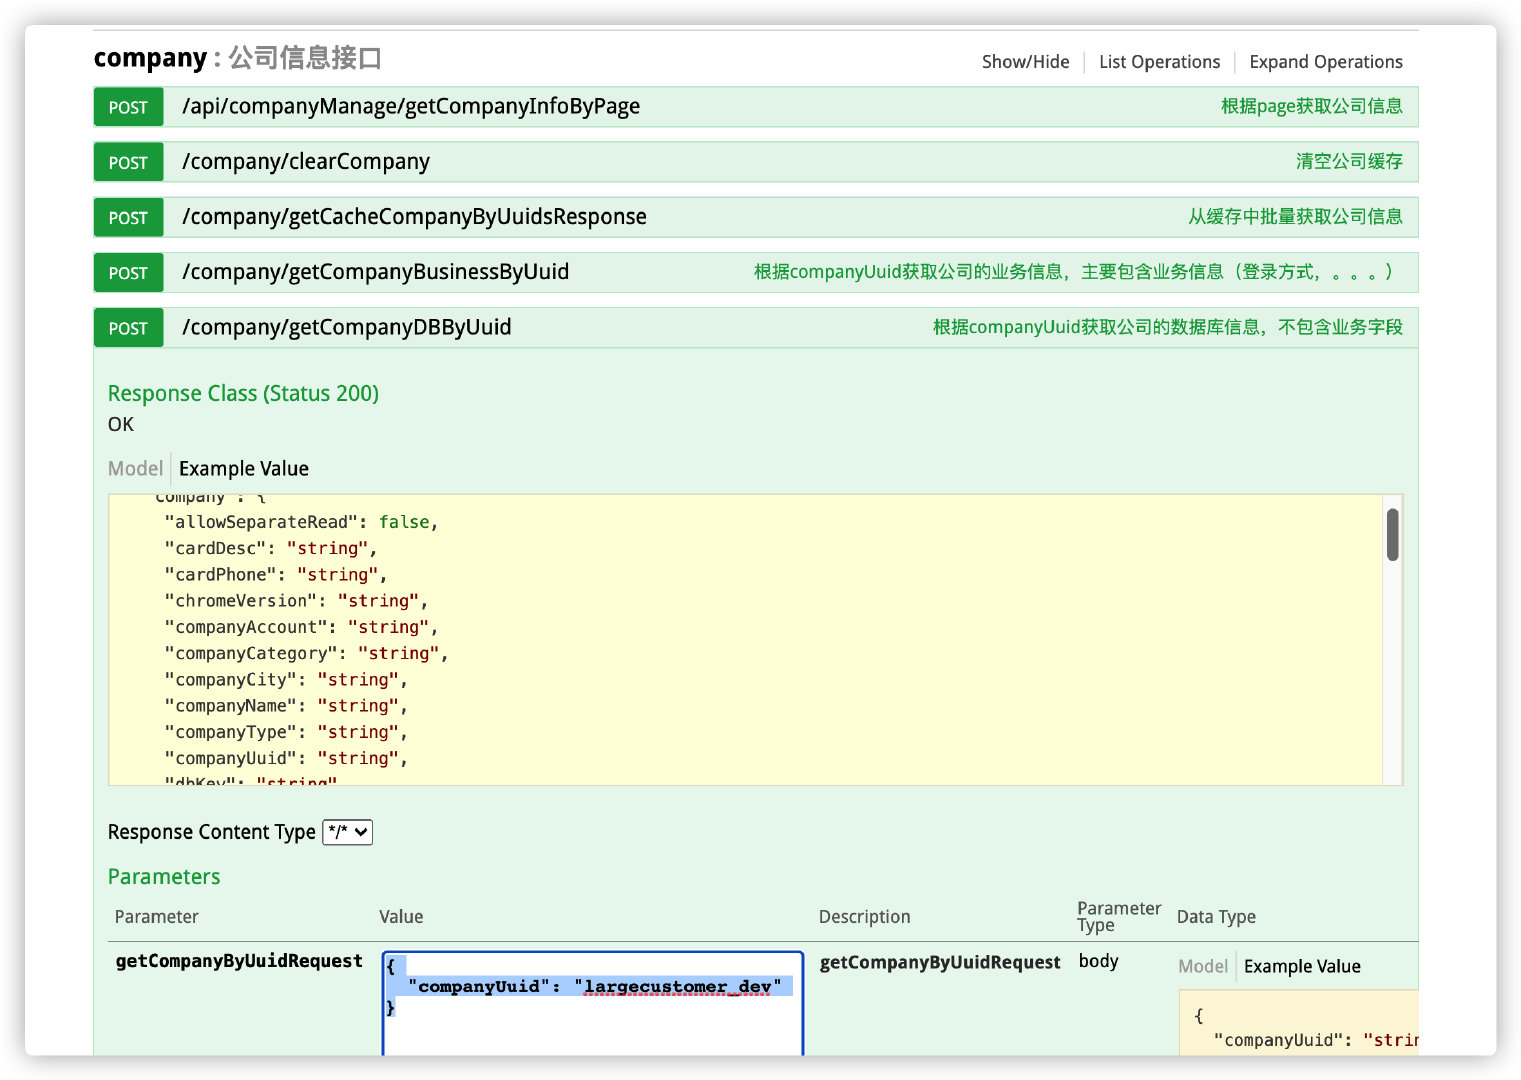 company : 公司信息接口
Show/Hide List Operations Expand Operations
POST /api/companyManage/getCompanyInfoByPage 根据page获取公司信息
POST /company/clearCompany 清空公司缓存
POST /company/getCacheCompanyByUuidsResponse 从缓存中批量获取公司信息
POST /company/getCompanyBusinessByUuid 根据companyUuid获取公司的业务信息，主要包含业务信息（登录方式，。。。）
POST /company/getCompanyDBByUuid 根据companyUuid获取公司的数据库信息，不包含业务字段
Response Class (Status 200)
OK
Model Example Value
"company": {
"allowSeparateRead": false,
"cardDesc": "string",
"cardPhone": "string",
"chromeVersion": "string",
"companyAccount": "string",
"companyCategory": "string",
"companyCity": "string",
"companyName": "string",
"companyType": "string",
"companyUuid": "string",
"dbKey": "string"
Response Content Type */*
Parameters
Parameter Value Description Parameter Type Data Type
getCompanyByUuidRequest
{
"companyUuid": "largecustomer_dev"
}
getCompanyByUuidRequest
body
Model Example Value
{
"companyUuid": "strin